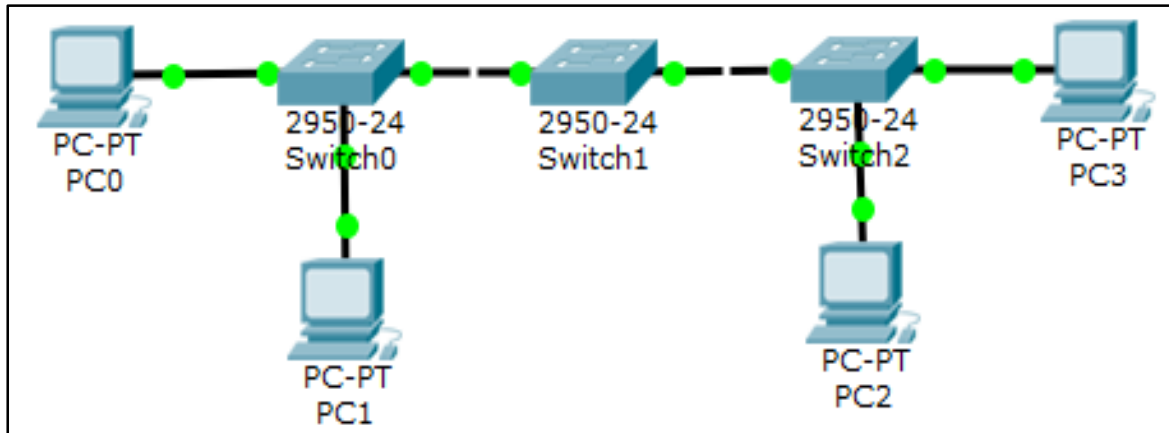 PC-PT
PC0
2950-24
Switch0
2950-24
Switch1
2950-24
Switch2
PC-PT
PC3
PC-PT
PC1
PC-PT
PC2